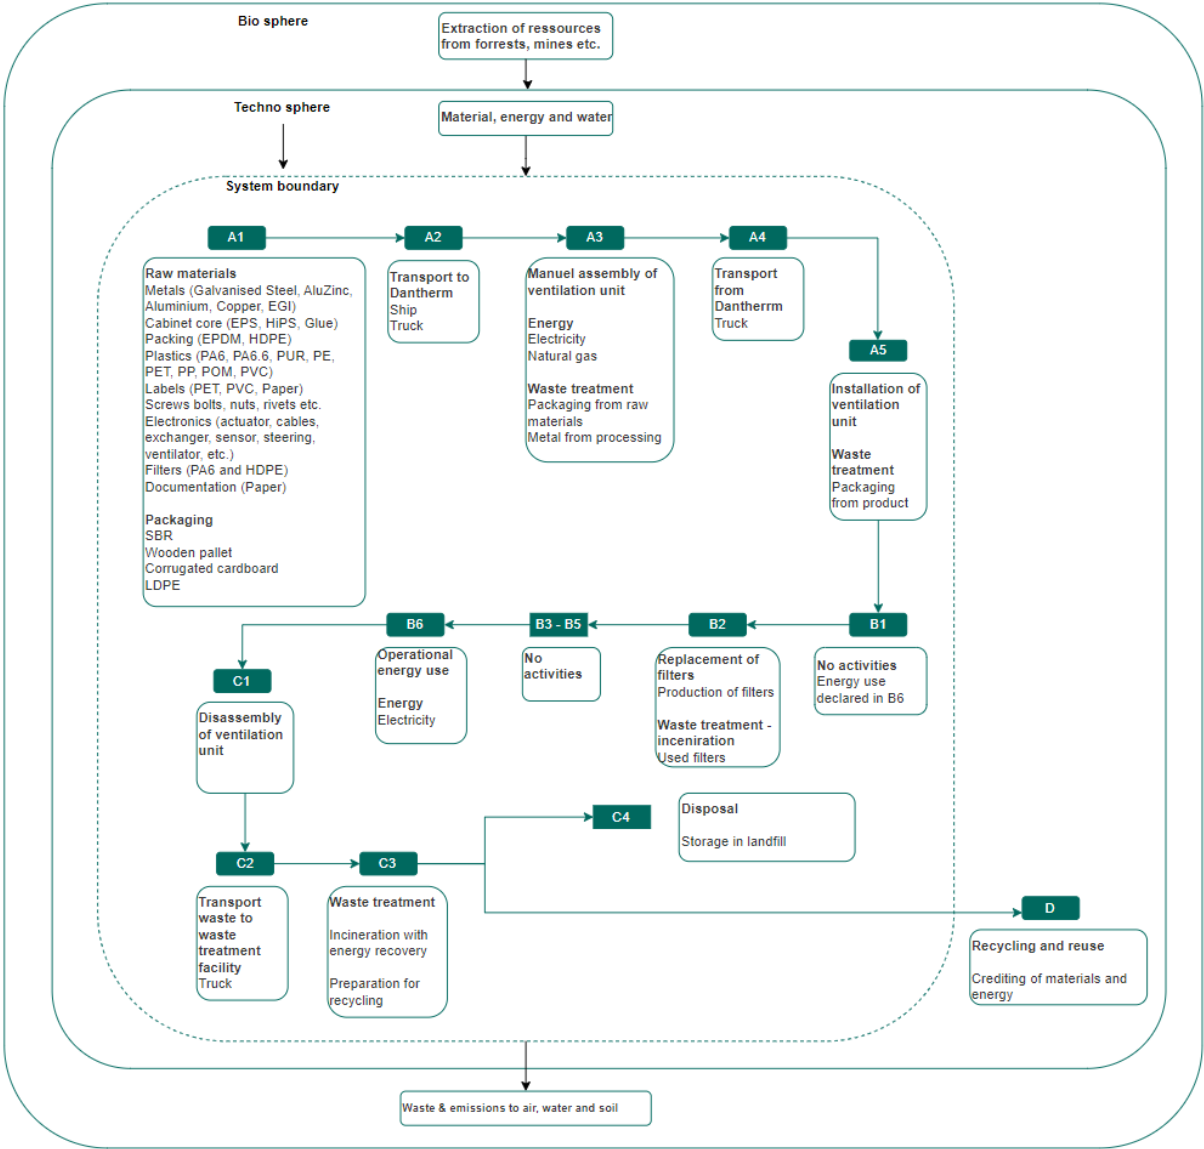 Bio sphere
Extraction of ressources
from forrests, mines etc.
Techno sphere
Material, energy and water
System boundary
A1
A2
A3
A4
Raw materials
Metals (Galvanised Steel, AluZinc,
Aluminium, Copper, EGI)
Cabinet core (EPS, HiPS, Glue)
Packing (EPDM, HDPE)
Plastics (PA6, PA6.6, PUR, PE,
PET, PP, POM, PVC)
Labels (PET, PVC, Paper)
Screws bolts, nuts, rivets etc.
Electronics (actuator, cables,
exchanger, sensor, steering,
ventilator, etc.)
Filters (PA6 and HDPE)
Documentation (Paper)
Packaging
SBR
Wooden pallet
Corrugated cardboard
LDPE
Transport to
Dantherm
Ship
Truck
Manuel assembly of
ventilation unit
Energy
Electricity
Natural gas
Waste treatment
Packaging from raw
materials
Metal from processing
Transport
from
Dantherrm
Truck
A5
Installation of
ventilation
unit
Waste
treatment
Packaging
from product
B6
B3 - B5
B2
B1
Operational
energy use
Energy
Electricity
No
activities
Replacement of
filters
Production of filters
Waste treatment -
inceniration
Used filters
No activities
Energy use
declared in B6
C1
Disassembly
of ventilation
unit
C4
Disposal
Storage in landfill
C2
C3
Transport
waste to
waste
treatment
facility
Truck
Waste treatment
Incineration with
energy recovery
Preparation for
recycling
D
Recycling and reuse
Crediting of materials and
energy
Waste & emissions to air, water and soil